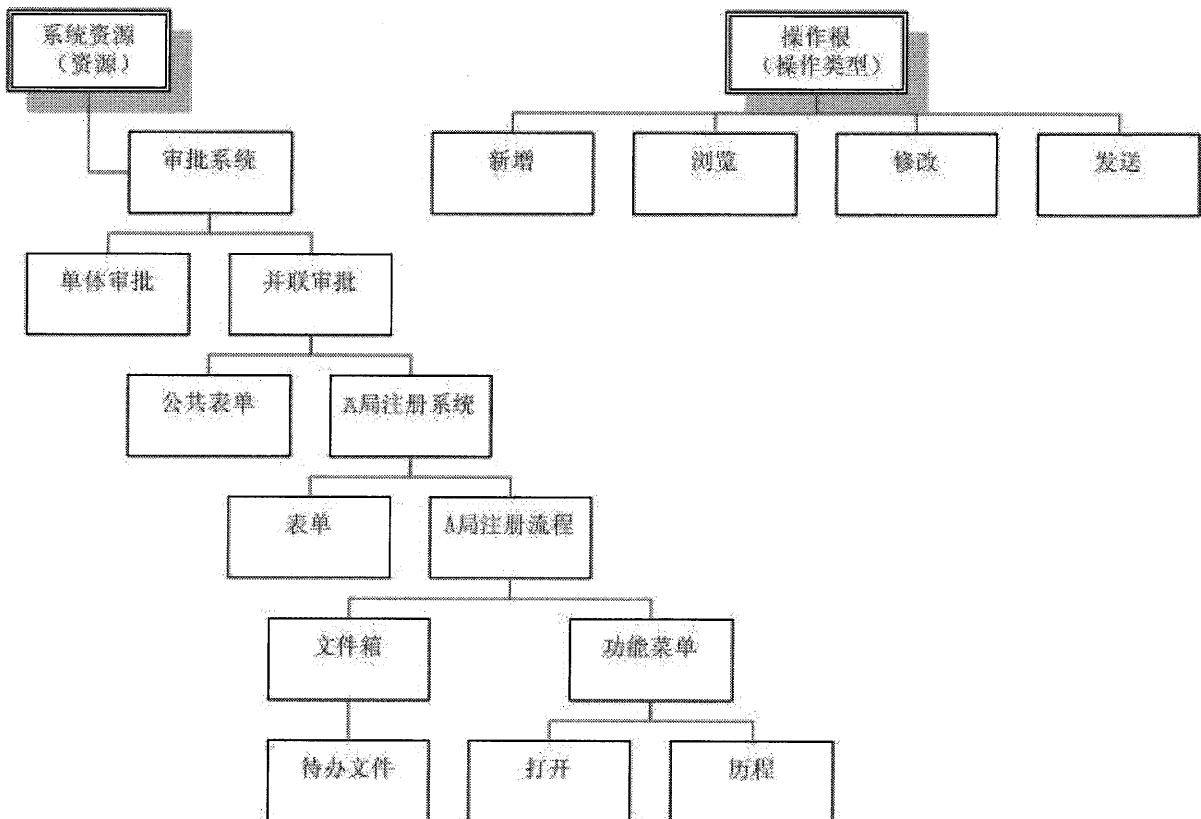 系统资源
（资源）
操作根
（操作类型）
审批系统
新增
浏览
修改
发送
单体审批
并联审批
公共表单
A局注册系统
表单
A局注册流程
文件箱
功能菜单
待办文件
打开
历程